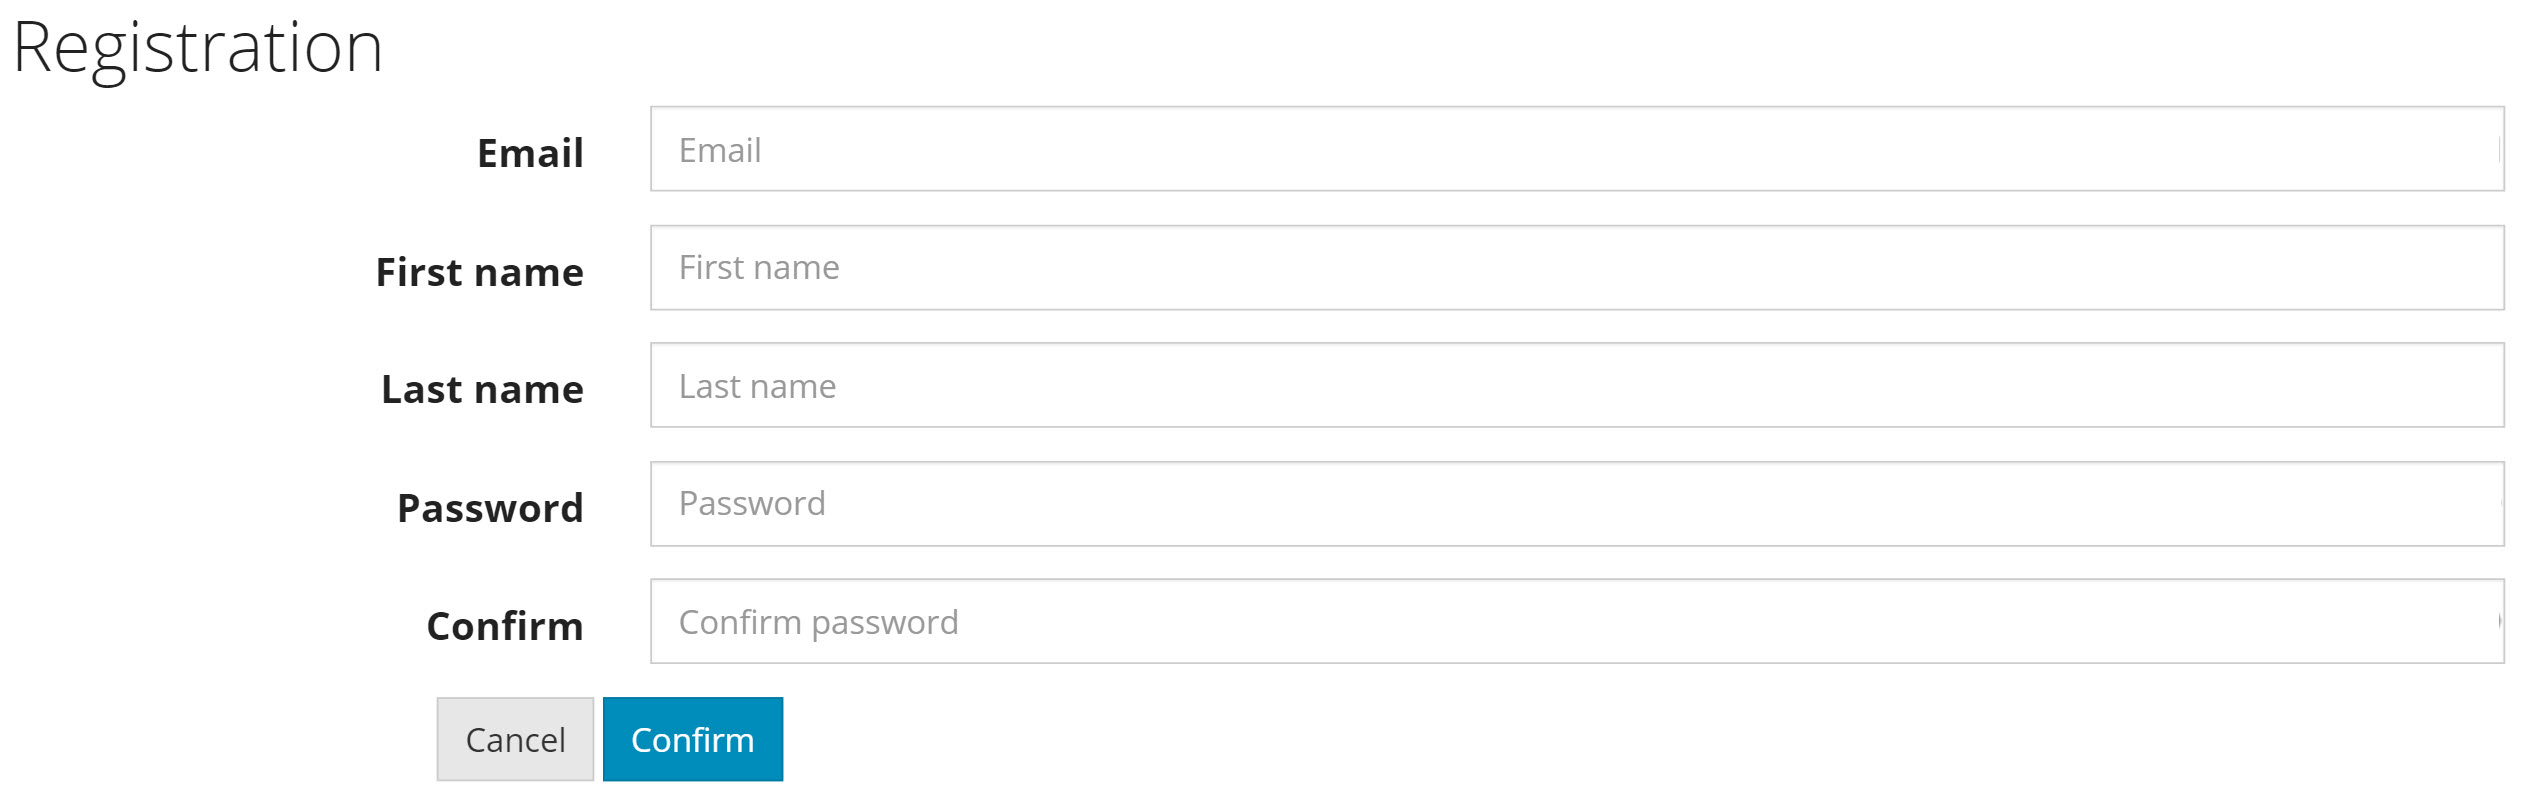 Registration
Email Email
First name First name
Last name Last name
Password Password
Confirm Confirm password
Cancel Confirm